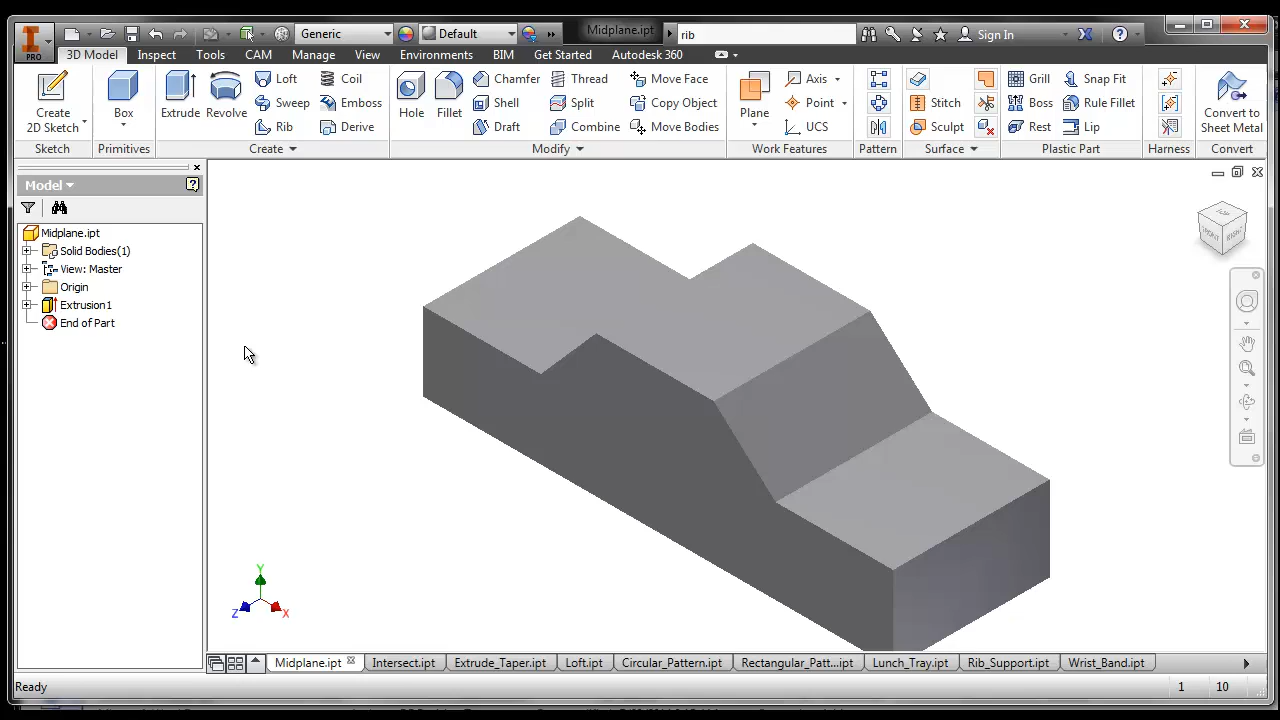 PRO
Generic
Default
Midplane.ipt
rib
Sign In
3D Model Inspect Tools CAM Manage View Environments BIM Get Started Autodesk 360
Create
2D Sketch
Box
Extrude
Revolve
Loft
Sweep
Rib
Coil
Emboss
Derive
Hole
Fillet
Chamfer
Shell
Draft
Thread
Split
Combine
Move Face
Copy Object
Move Bodies
Plane
Axis
Point
UCS
Stitch
Sculpt
Grill
Boss
Rest
Snap Fit
Rule Fillet
Lip
Convert to
Sheet Metal
Sketch Primitives Create Modify Work Features Pattern Surface Plastic Part Harness Convert
Model
Midplane.ipt
Solid Bodies(1)
View: Master
Origin
Extrusion1
End of Part
TOP
FRONT
RIGHT
Y
Z
X
Midplane.ipt Intersect.ipt Extrude_Taper.ipt Loft.ipt Circular_Pattern.ipt Rectangular_Patt...ipt Lunch_Tray.ipt Rib_Support.ipt Wrist_Band.ipt
Ready 1 10